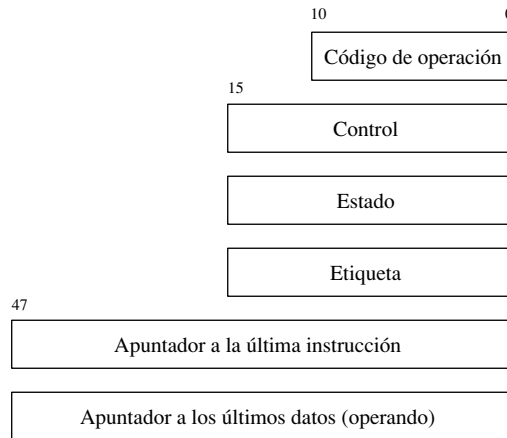 10
Código de operación
15
Control
Estado
Etiqueta
47
Apuntador a la última instrucción
Apuntador a los últimos datos (operando)